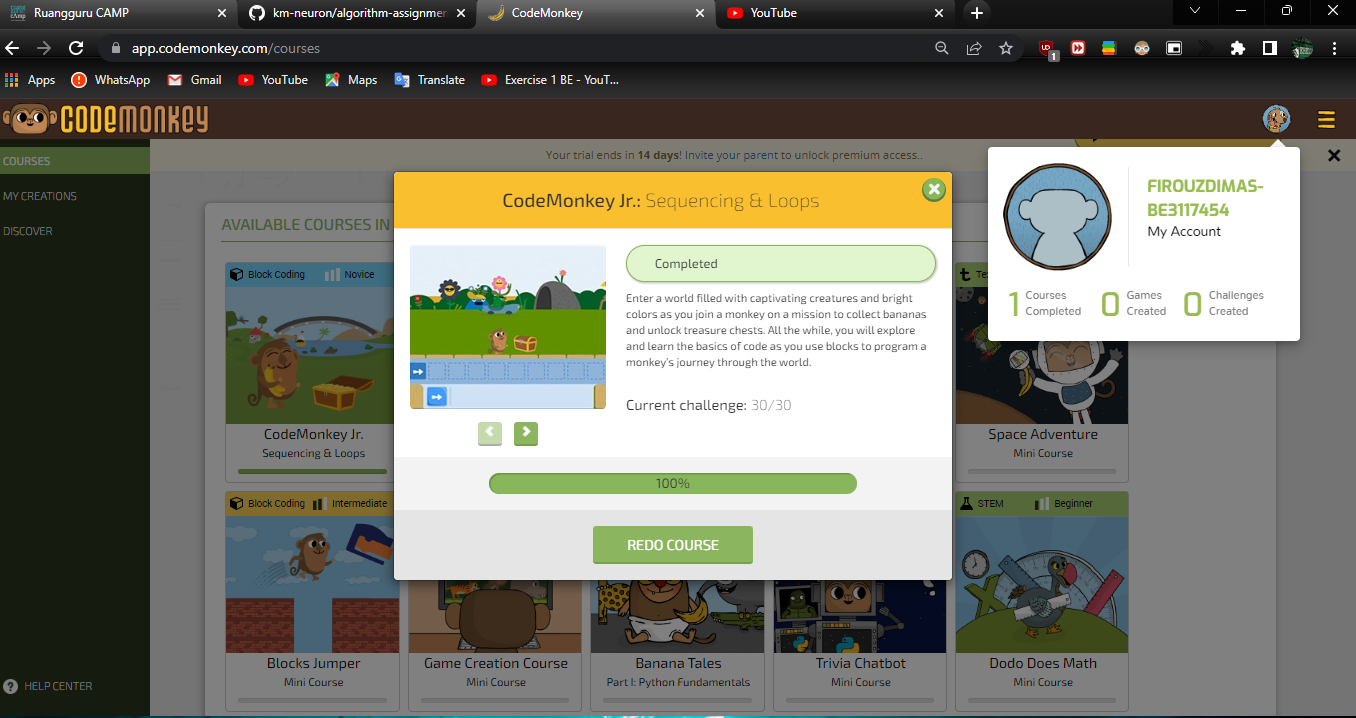 Ruangguru CAMP
km-neuron/algorithm-assignmen
CodeMonkey
YouTube
app.codemonkey.com/courses
1
Apps
WhatsApp
Gmail
YouTube
Maps
Translate
Exercise 1 BE - YouT...
CODEMONKEY
COURSES
MY CREATIONS
DISCOVER
HELP CENTER
Your trial ends in 14 days! Invite your parent to unlock premium access..
FIROUZDIMAS-
BE3117454
My Account
1 Courses Completed
0 Games Created
0 Challenges Created
AVAILABLE COURSES IN
CodeMonkey Jr.: Sequencing & Loops
Completed
Enter a world filled with captivating creatures and bright
colors as you join a monkey on a mission to collect bananas
and unlock treasure chests. All the while, you will explore
and learn the basics of code as you use blocks to program a
monkey's journey through the world.
Current challenge: 30/30
100%
REDO COURSE
Block Coding Novice
CodeMonkey Jr.
Sequencing & Loops
Space Adventure
Mini Course
Block Coding Intermediate
STEM Beginner
Blocks Jumper
Mini Course
Game Creation Course
Mini Course
Banana Tales
Part I: Python Fundamentals
Trivia Chatbot
Mini Course
Dodo Does Math
Mini Course